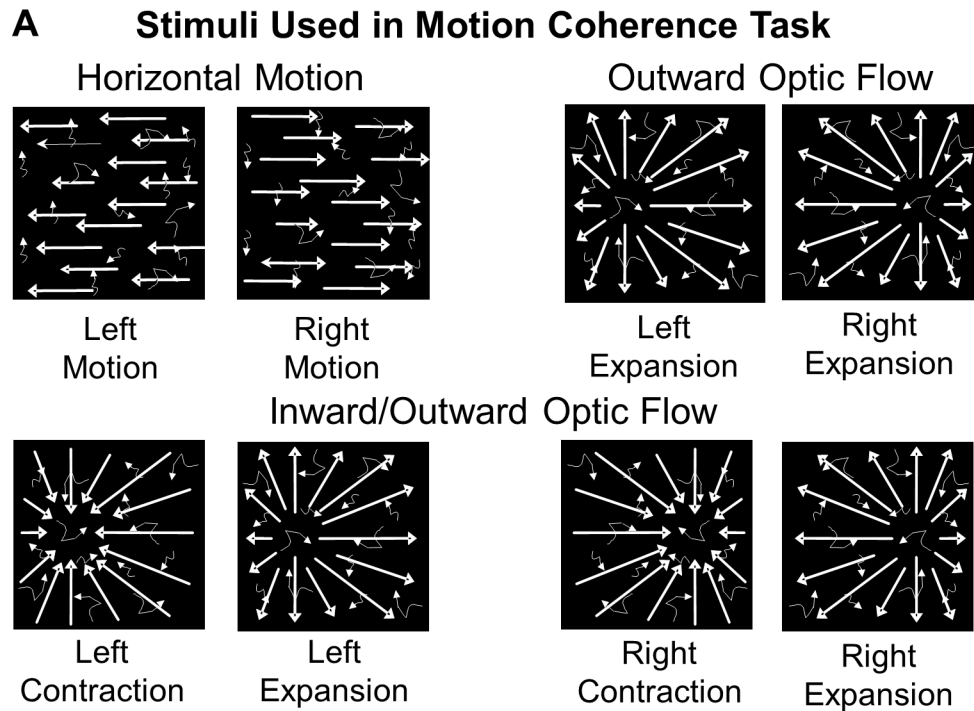 A Stimuli Used in Motion Coherence Task
Horizontal Motion
Outward Optic Flow
Left
Motion
Right
Motion
Left
Expansion
Right
Expansion
Inward/Outward Optic Flow
Left
Contraction
Left
Expansion
Right
Contraction
Right
Expansion